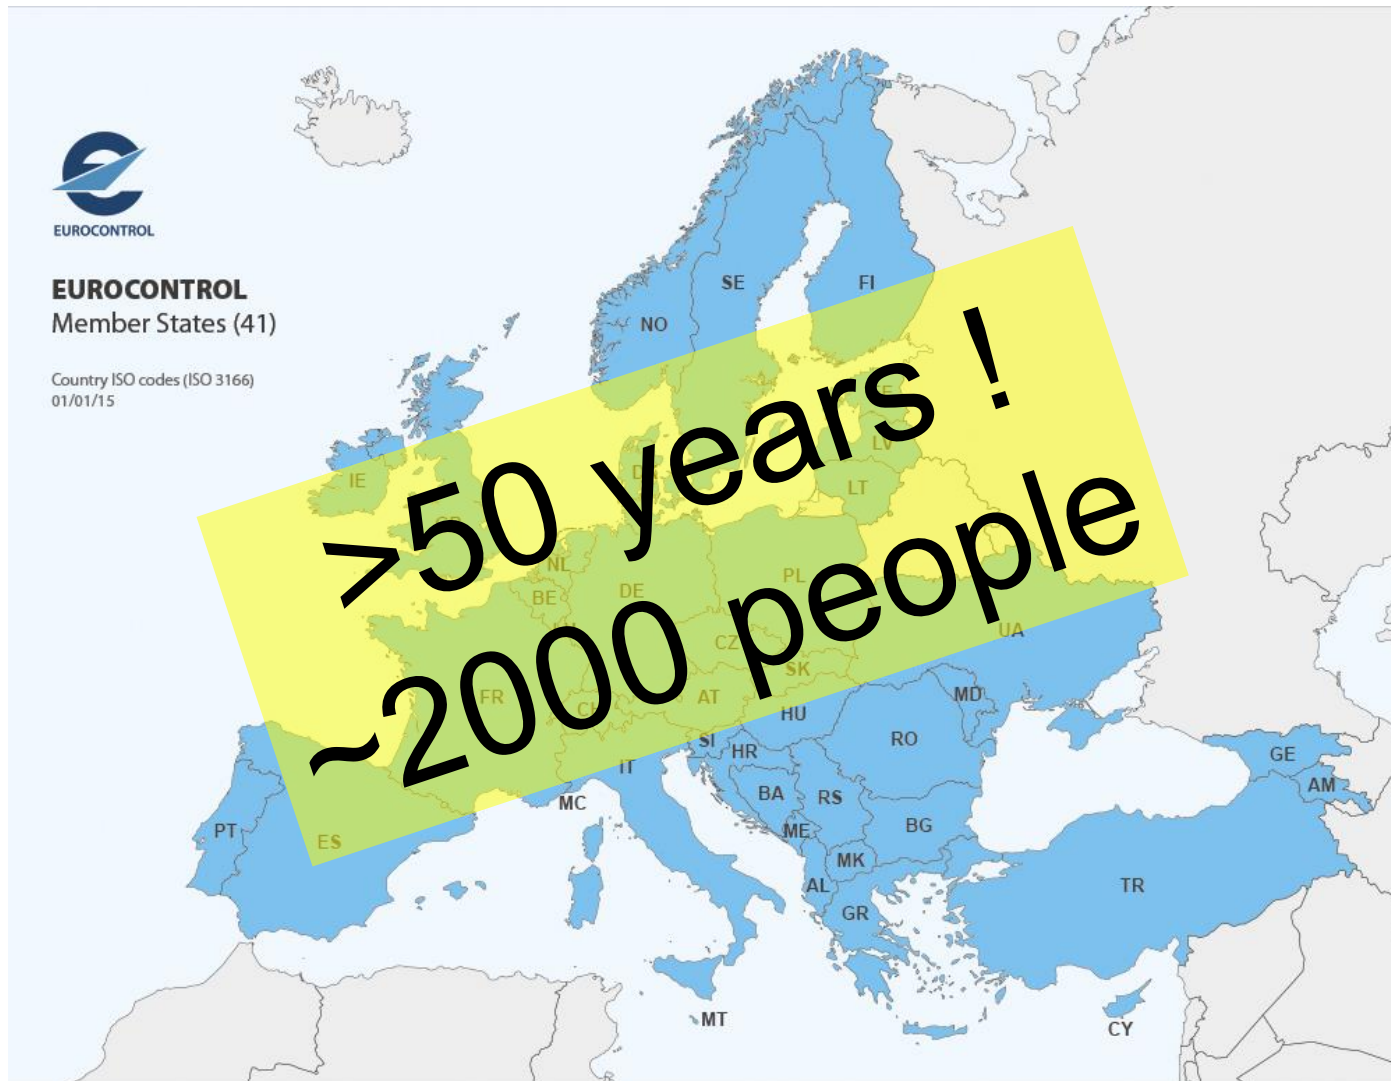 EUROCONTROL
EUROCONTROL
Member States (41)
Country ISO codes (ISO 3166)
01/01/15
>50 years !
~2000 people
SE
FI
NO
LV
IE
LT
NL
DE
PL
BE
UA
CZ
SK
FR
AT
MD
HU
RO
SI
HR
GE
IT
AM
BA
RS
MC
BG
PT
ME
ES
MK
AL
TR
GR
MT
CY